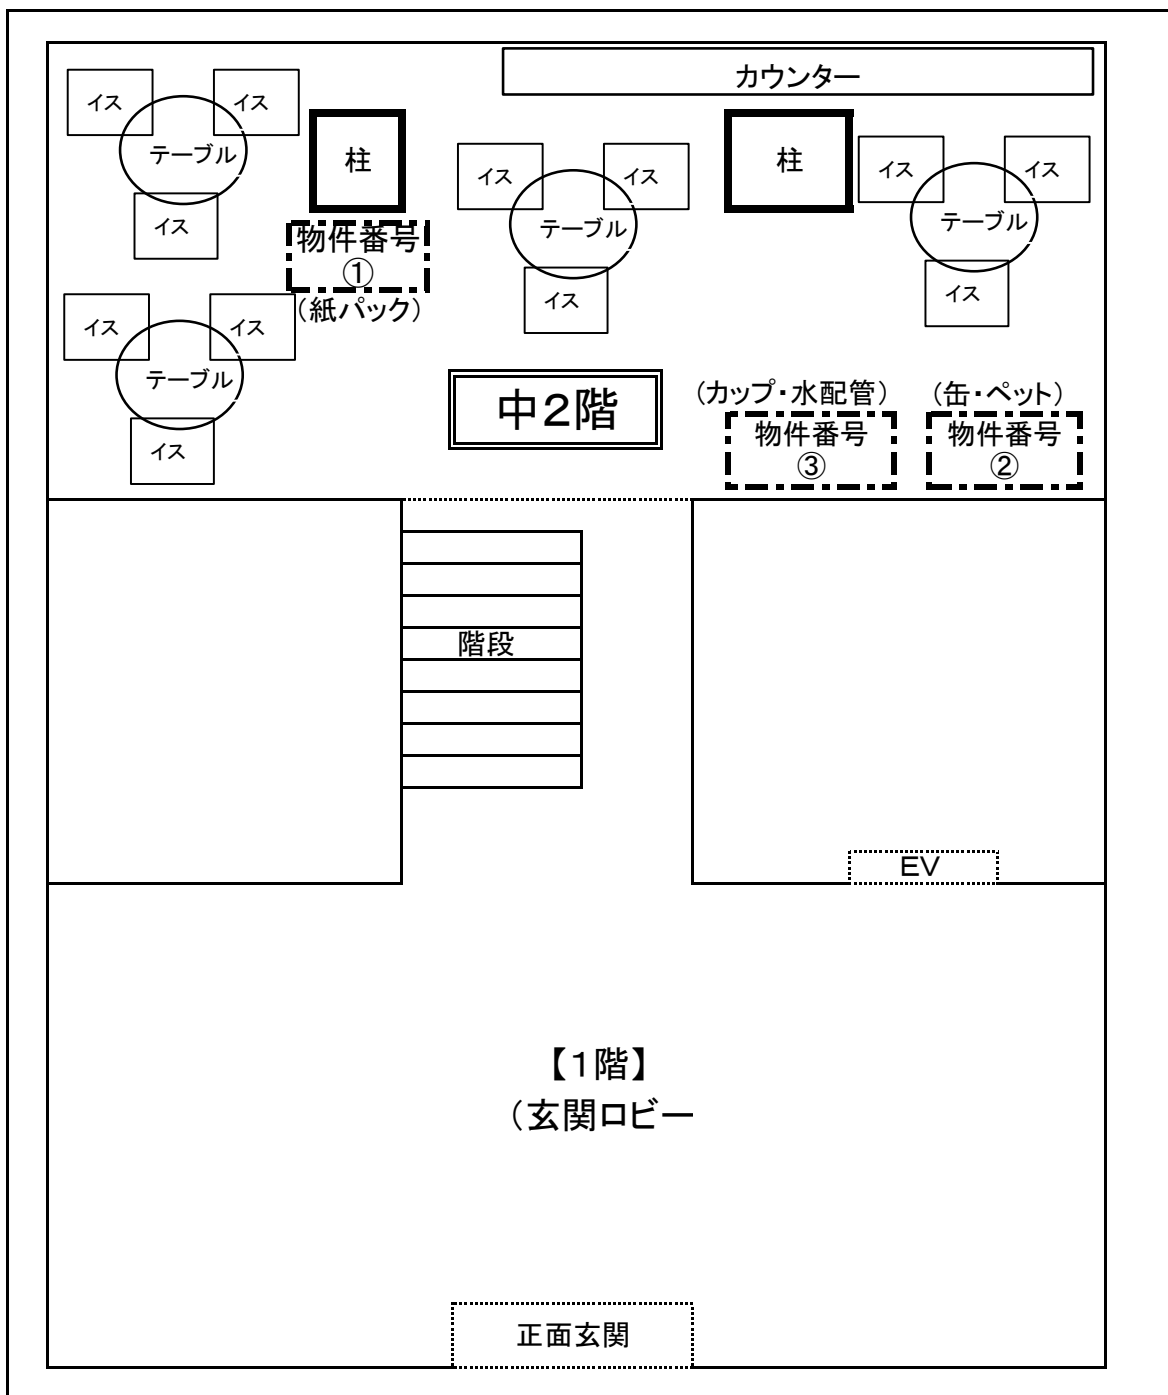 カウンター
イス
イス
テーブル
イス
柱
物件番号
①
(紙パック)
イス
イス
テーブル
イス
柱
イス
イス
テーブル
イス
イス
イス
テーブル
イス
中2階
(カップ・水配管)
物件番号
③
(缶・ペット)
物件番号
②
階段
EV
【1階】
(玄関ロビー
正面玄関